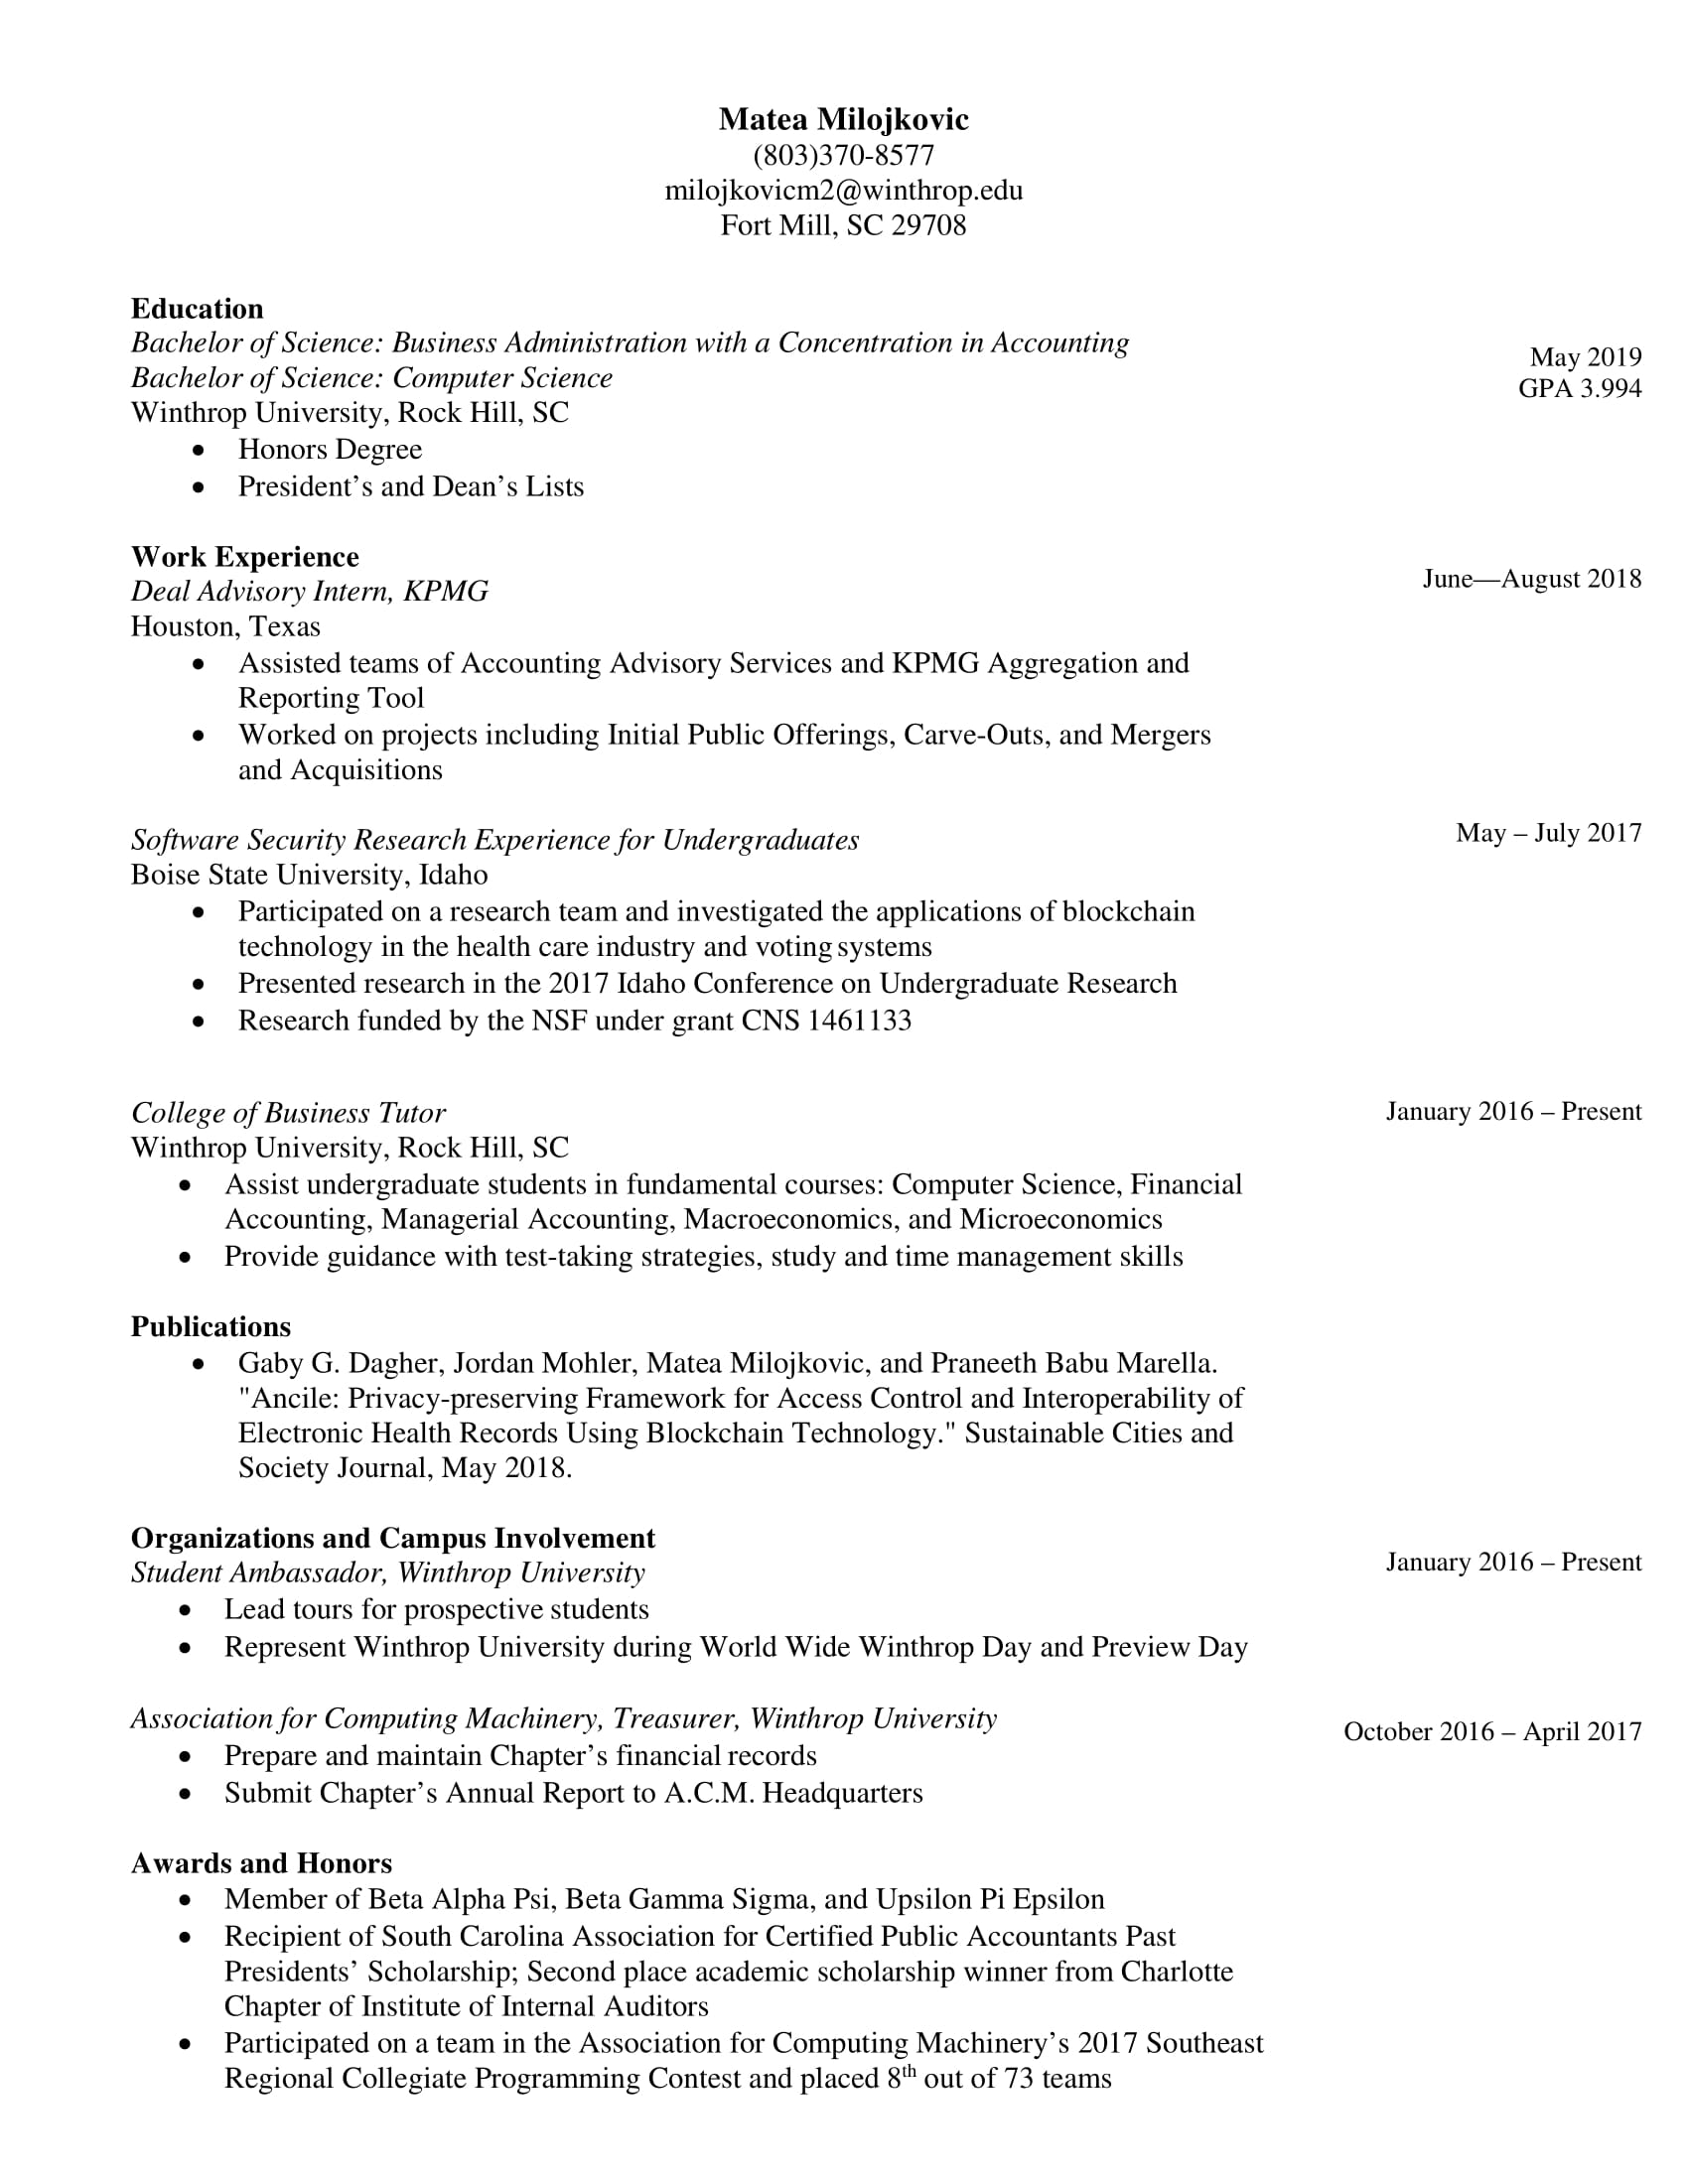 Matea Milojkovic
(803)370-8577
milojkovicm2@winthrop.edu
Fort Mill, SC 29708
Education
Bachelor of Science: Business Administration with a Concentration in Accounting
May 2019
Bachelor of Science: Computer Science
GPA 3.994
Winthrop University, Rock Hill, SC
• Honors Degree
• President’s and Dean’s Lists
Work Experience
June—August 2018
Deal Advisory Intern, KPMG
Houston, Texas
• Assisted teams of Accounting Advisory Services and KPMG Aggregation and
Reporting Tool
• Worked on projects including Initial Public Offerings, Carve-Outs, and Mergers
and Acquisitions
Software Security Research Experience for Undergraduates
May – July 2017
Boise State University, Idaho
• Participated on a research team and investigated the applications of blockchain
technology in the health care industry and voting systems
• Presented research in the 2017 Idaho Conference on Undergraduate Research
• Research funded by the NSF under grant CNS 1461133
College of Business Tutor
January 2016 – Present
Winthrop University, Rock Hill, SC
• Assist undergraduate students in fundamental courses: Computer Science, Financial
Accounting, Managerial Accounting, Macroeconomics, and Microeconomics
• Provide guidance with test-taking strategies, study and time management skills
Publications
• Gaby G. Dagher, Jordan Mohler, Matea Milojkovic, and Praneeth Babu Marella.
"Ancile: Privacy-preserving Framework for Access Control and Interoperability of
Electronic Health Records Using Blockchain Technology." Sustainable Cities and
Society Journal, May 2018.
Organizations and Campus Involvement
Student Ambassador, Winthrop University
January 2016 – Present
• Lead tours for prospective students
• Represent Winthrop University during World Wide Winthrop Day and Preview Day
Association for Computing Machinery, Treasurer, Winthrop University
October 2016 – April 2017
• Prepare and maintain Chapter’s financial records
• Submit Chapter’s Annual Report to A.C.M. Headquarters
Awards and Honors
• Member of Beta Alpha Psi, Beta Gamma Sigma, and Upsilon Pi Epsilon
• Recipient of South Carolina Association for Certified Public Accountants Past
Presidents’ Scholarship; Second place academic scholarship winner from Charlotte
Chapter of Institute of Internal Auditors
• Participated on a team in the Association for Computing Machinery’s 2017 Southeast
Regional Collegiate Programming Contest and placed 8th out of 73 teams